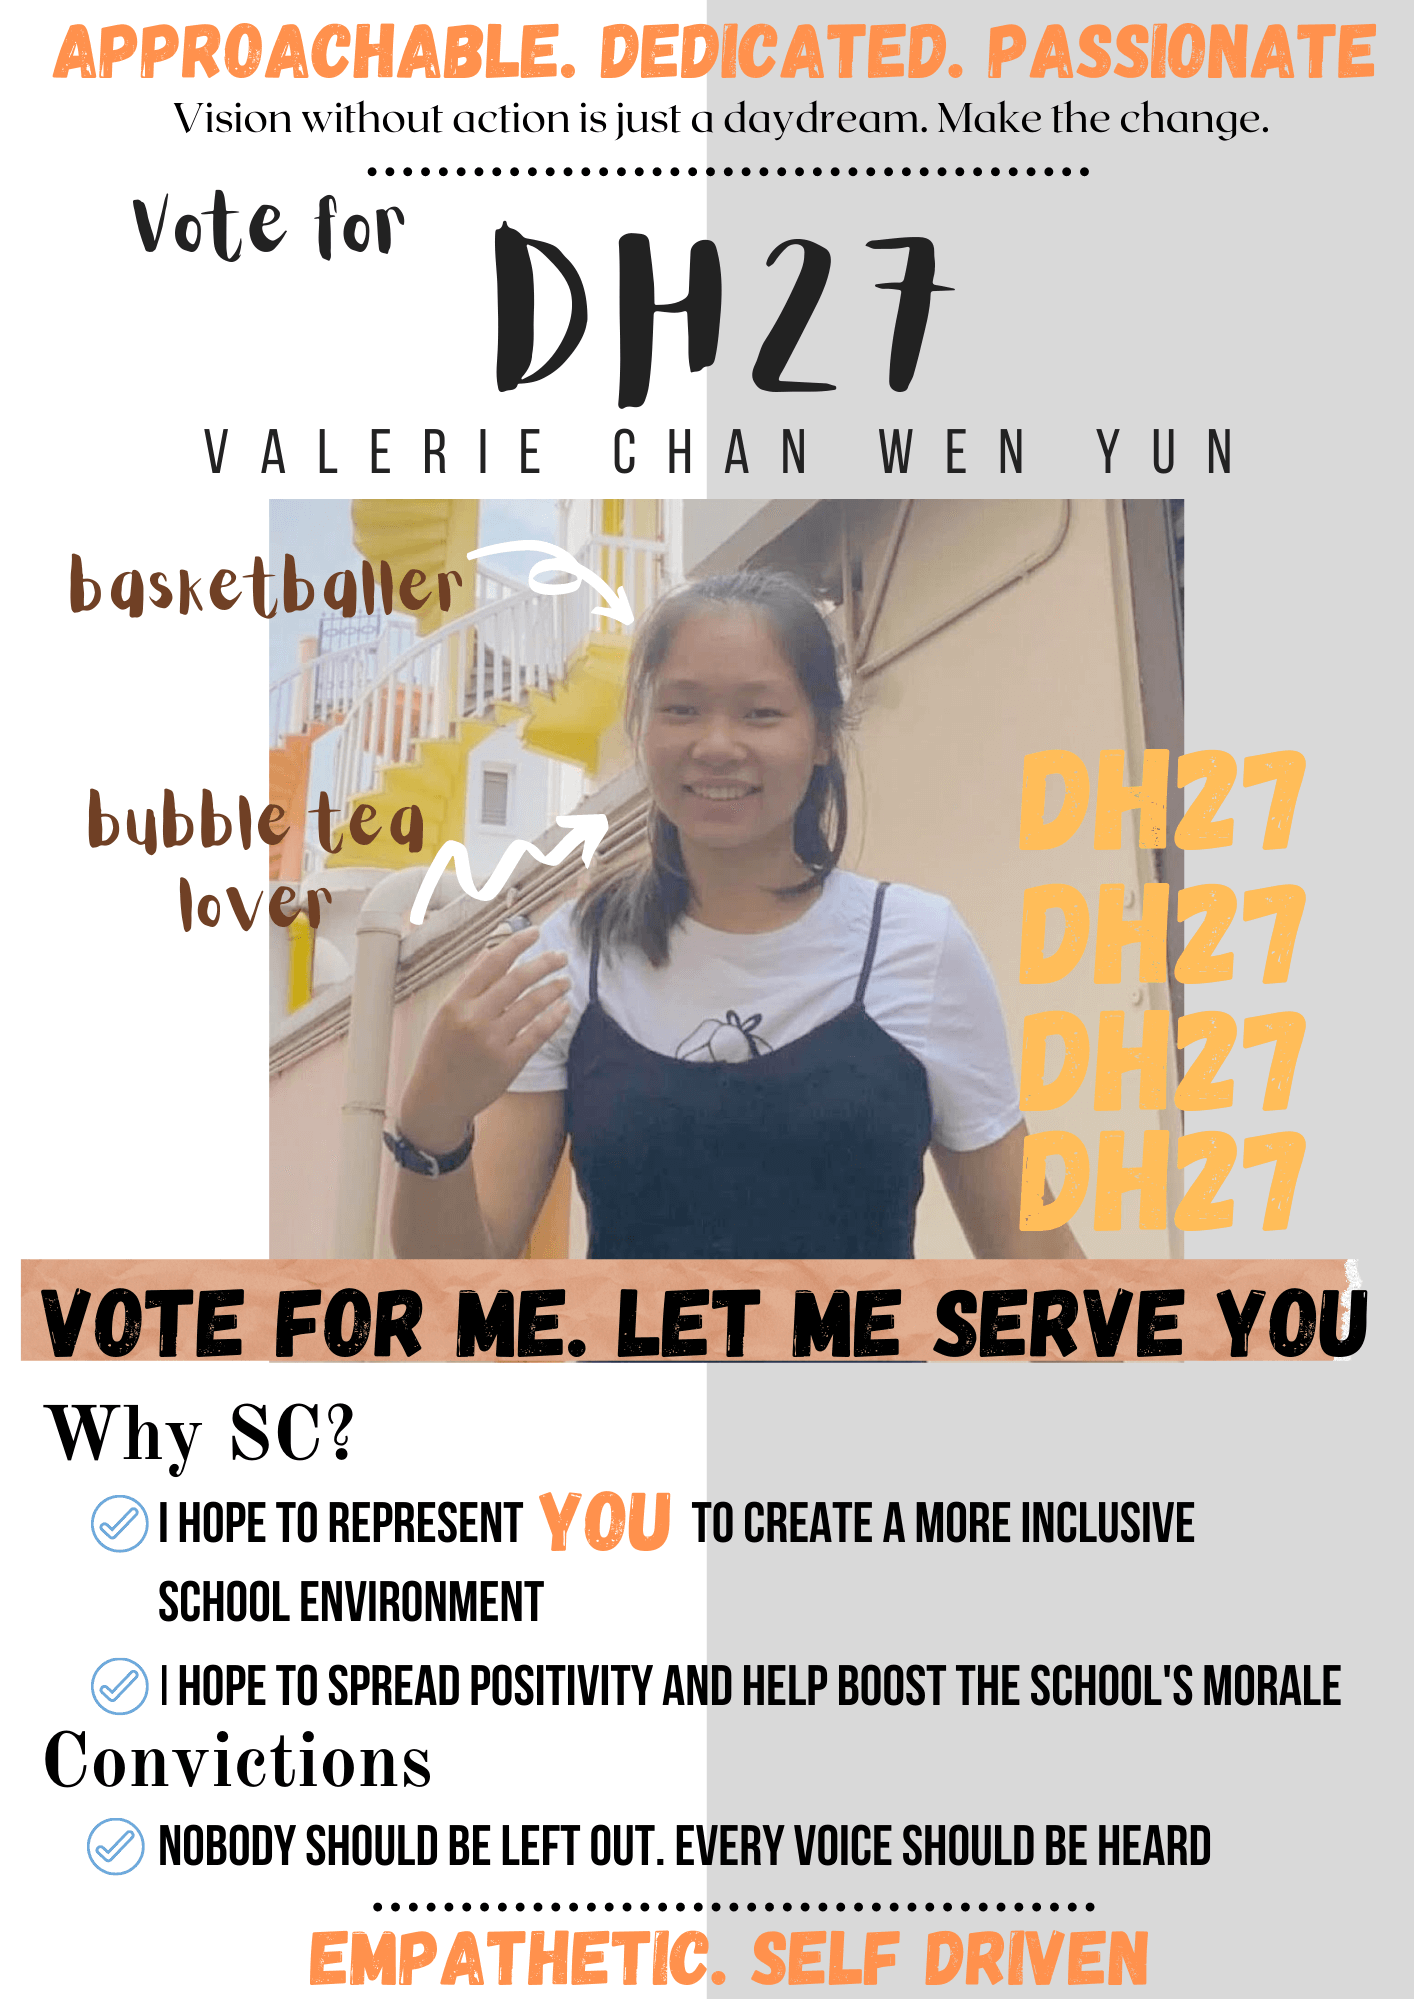 APPROACHABLE. DEDICATED. PASSIONATE
Vision without action is just a daydream. Make the change.
Vote for
DH27
VALERIE CHAN WEN YUN
basketballer
bubble tea
lover
DH27
DH27
DH27
DH27
VOTE FOR ME. LET ME SERVE YOU
Why SC?
I HOPE TO REPRESENT YOU TO CREATE A MORE INCLUSIVE
SCHOOL ENVIRONMENT
I HOPE TO SPREAD POSITIVITY AND HELP BOOST THE SCHOOL'S MORALE
Convictions
NOBODY SHOULD BE LEFT OUT. EVERY VOICE SHOULD BE HEARD
EMPATHETIC. SELF DRIVEN